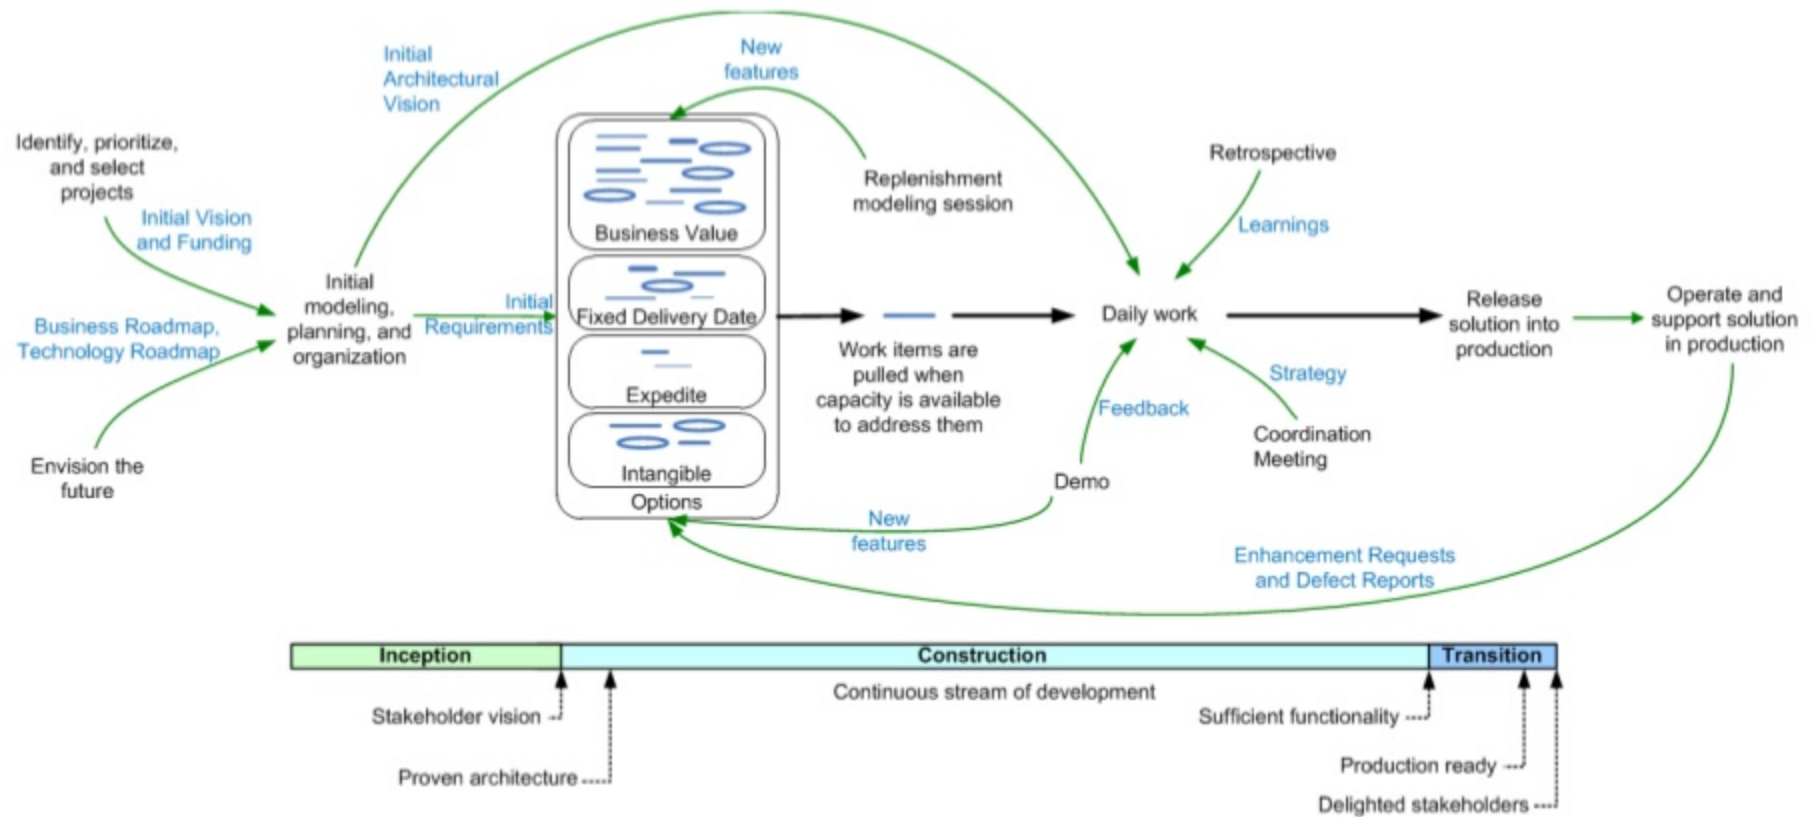 Initial
Architectural
Vision
New
features
Identify, prioritize,
and select
projects
Initial Vision
and Funding
Business Roadmap,
Technology Roadmap
Envision the
future
Initial
modeling,
planning, and
organization
Initial
Requirements
Business Value
Fixed Delivery Date
Expedite
Intangible
Options
Replenishment
modeling session
Work items are
pulled when
capacity is available
to address them
Retrospective
Learnings
Daily work
Strategy
Coordination
Meeting
Feedback
Demo
New
features
Release
solution into
production
Operate and
support solution
in production
Enhancement Requests
and Defect Reports
Inception
Construction
Transition
Continuous stream of development
Stakeholder vision
Proven architecture
Sufficient functionality
Production ready
Delighted stakeholders